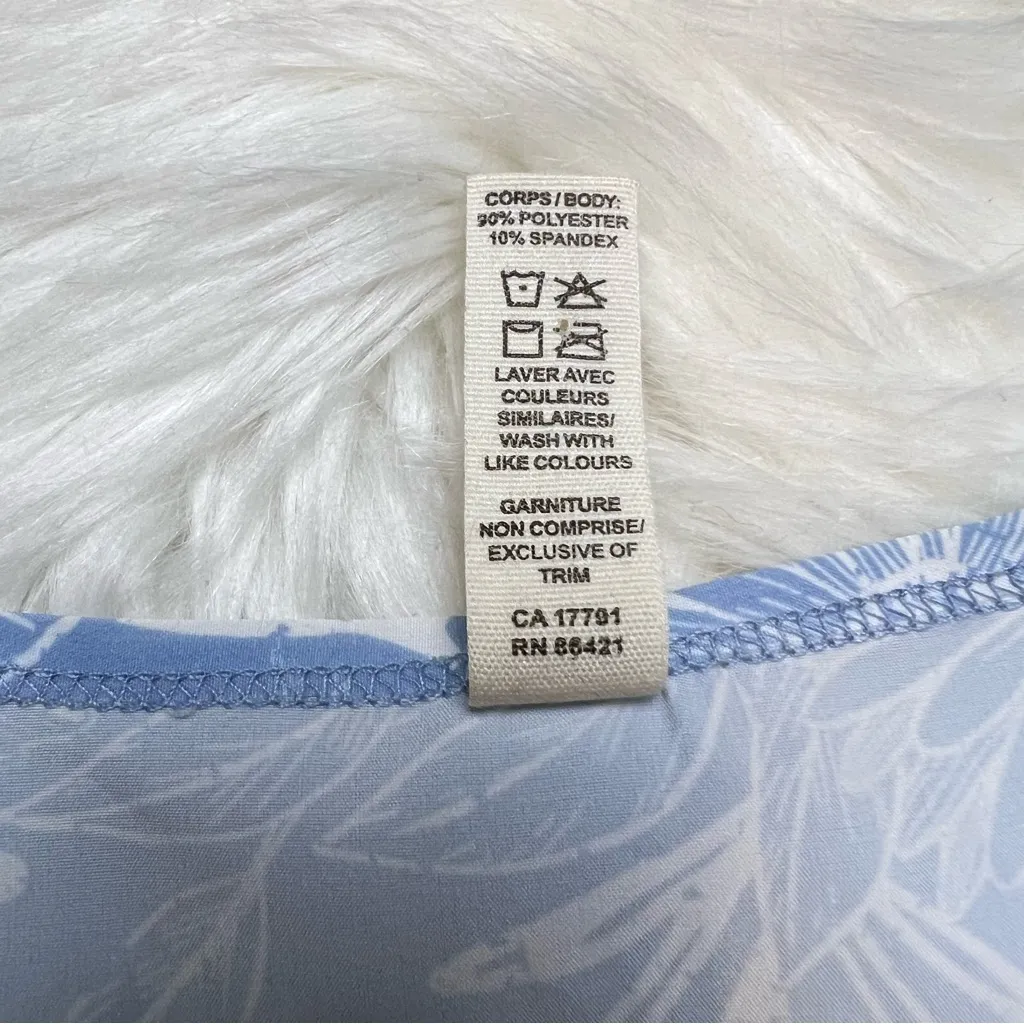 CORPS/BODY:
90% POLYESTER
10% SPANDEX
LAVER AVEC
COULEURS
SIMILAIRES/
WASH WITH
LIKE COLOURS
GARNITURE
NON COMPRISE/
EXCLUSIVE OF
TRIM
CA 17791
RN 86421